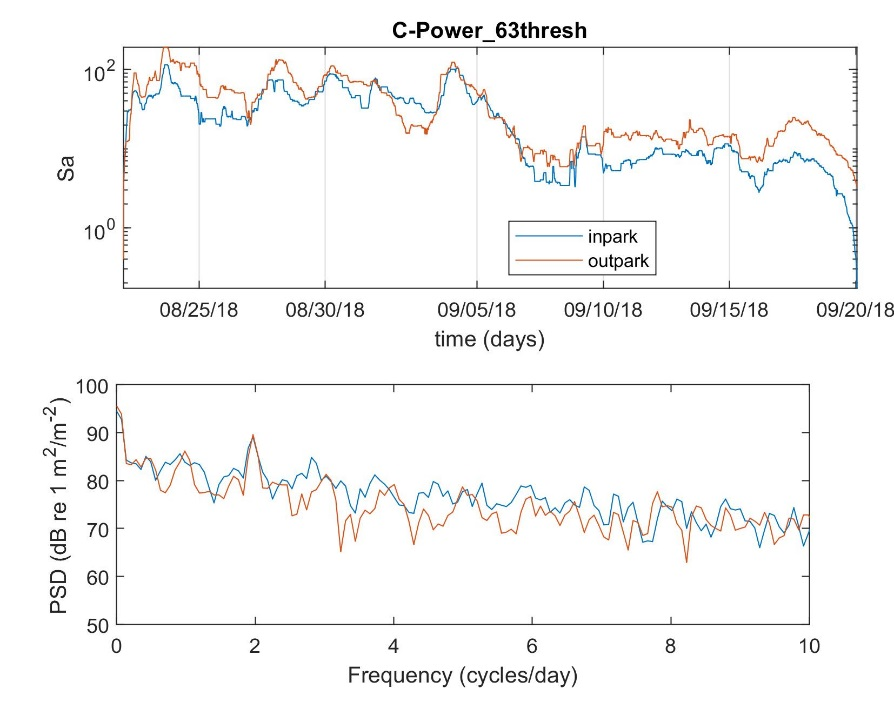 C-Power_63thresh
10²
10⁰
Sa
inpark
outpark
08/25/18 08/30/18 09/05/18 09/10/18 09/15/18 09/20/18
time (days)
100
90
80
70
60
50
PSD (dB re 1 m²/m⁻²)
0 2 4 6 8 10
Frequency (cycles/day)